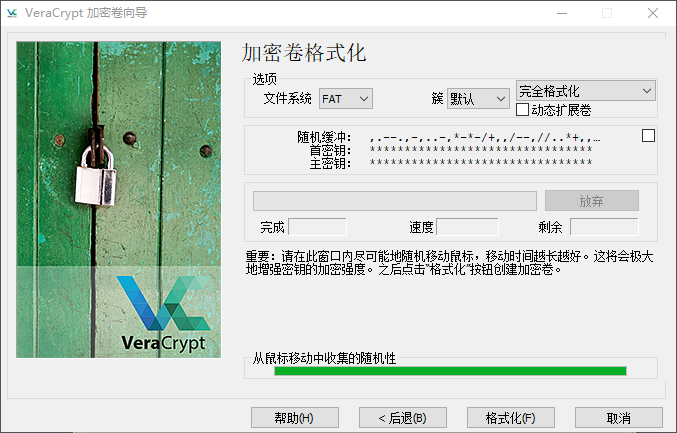 VeraCrypt 加密卷向导
加密卷格式化
选项
文件系统 FAT 簇 默认 完全格式化
动态扩展卷
随机缓冲: ,.--.,-,..-,*-*-/+,,/--,//..*+,,…
首密钥: ********************************
主密钥: ********************************
放弃
完成 速度 剩余
重要：请在此窗口内尽可能地随机移动鼠标，移动时间越长越好。这将会极大
地增强密钥的加密强度。之后点击"格式化"按钮创建加密卷。
VeraCrypt
从鼠标移动中收集的随机性
帮助(H) < 后退(B) 格式化(F) 取消